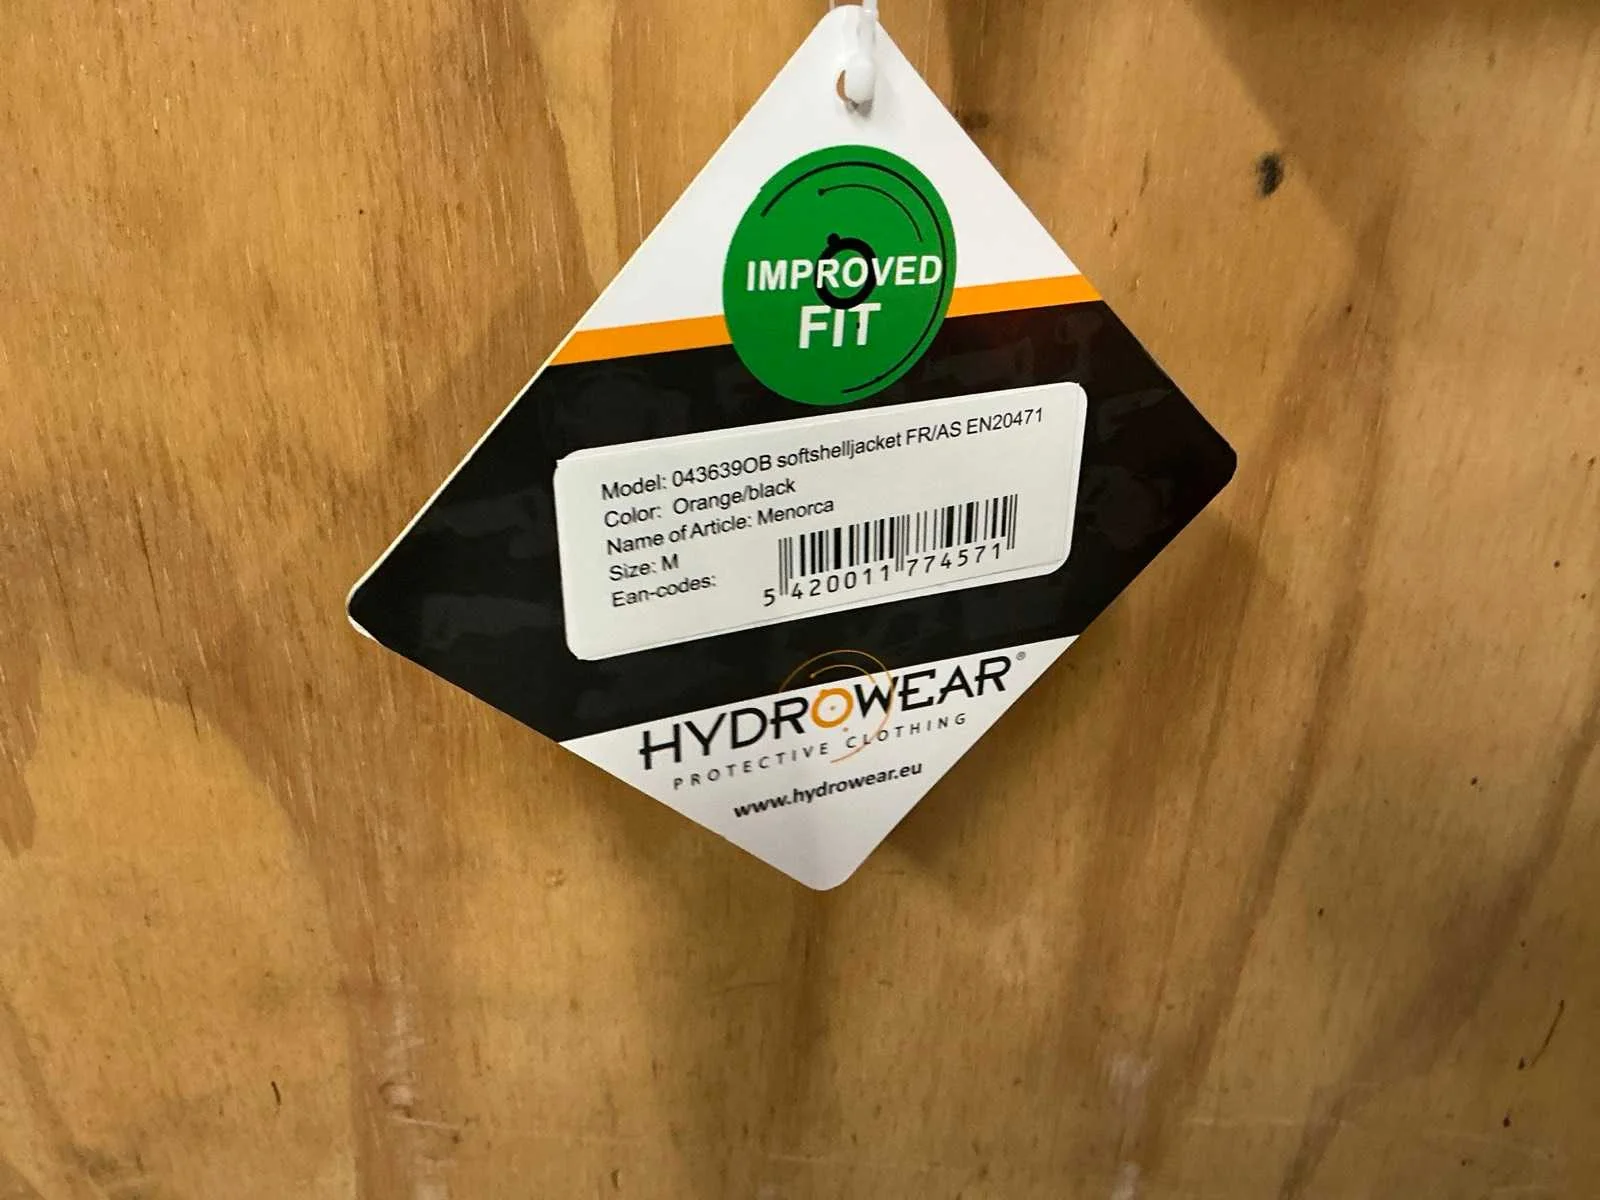 IMPROVED
FIT
Model: 043639OB softshelljacket FR/AS EN20471
Color: Orange/black
Name of Article: Menorca
Size: M
Ean-codes:
5 420011 774571
HYDROWEAR®
PROTECTIVE CLOTHING
www.hydrowear.eu